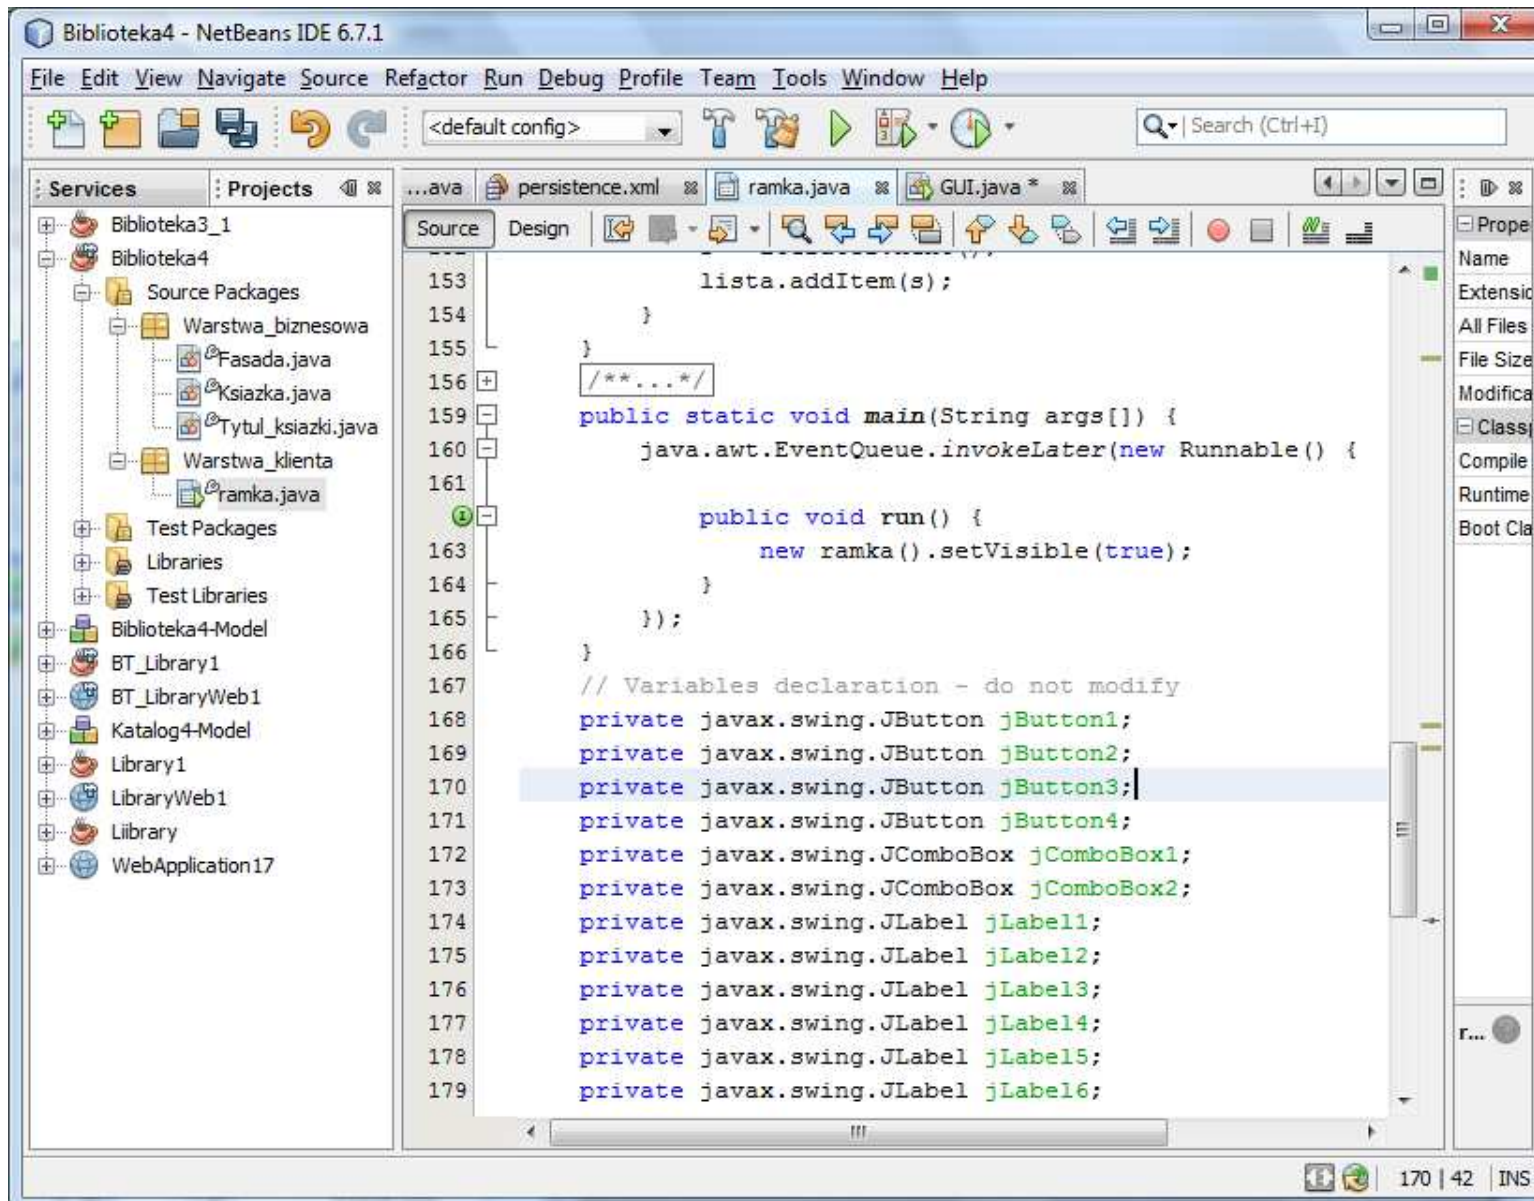 Biblioteka4 - NetBeans IDE 6.7.1
File Edit View Navigate Source Refactor Run Debug Profile Team Tools Window Help
<default config>
Search (Ctrl+I)
Services
Projects
Biblioteka3_1
Biblioteka4
Source Packages
Warstwa_biznesowa
Fasada.java
Ksiazka.java
Tytul_ksiazki.java
Warstwa_klienta
ramka.java
Test Packages
Libraries
Test Libraries
Biblioteka4-Model
BT_Library1
BT_LibraryWeb1
Katalog4-Model
Library1
LibraryWeb1
Liibrary
WebApplication17
...ava persistence.xml ramka.java GUI.java *
Source Design
153 lista.addItem(s);
154 }
155 }
156 /**...*/
159 public static void main(String args[]) {
160 java.awt.EventQueue.invokeLater(new Runnable() {
161
public void run() {
163 new ramka().setVisible(true);
164 }
165 });
166 }
167 // Variables declaration - do not modify
168 private javax.swing.JButton jButton1;
169 private javax.swing.JButton jButton2;
170 private javax.swing.JButton jButton3;
171 private javax.swing.JButton jButton4;
172 private javax.swing.JComboBox jComboBox1;
173 private javax.swing.JComboBox jComboBox2;
174 private javax.swing.JLabel jLabel1;
175 private javax.swing.JLabel jLabel2;
176 private javax.swing.JLabel jLabel3;
177 private javax.swing.JLabel jLabel4;
178 private javax.swing.JLabel jLabel5;
179 private javax.swing.JLabel jLabel6;
Prope
Name
Extensio
All Files
File Size
Modifica
Classp
Compile
Runtime
Boot Cla
r...
170 | 42 INS